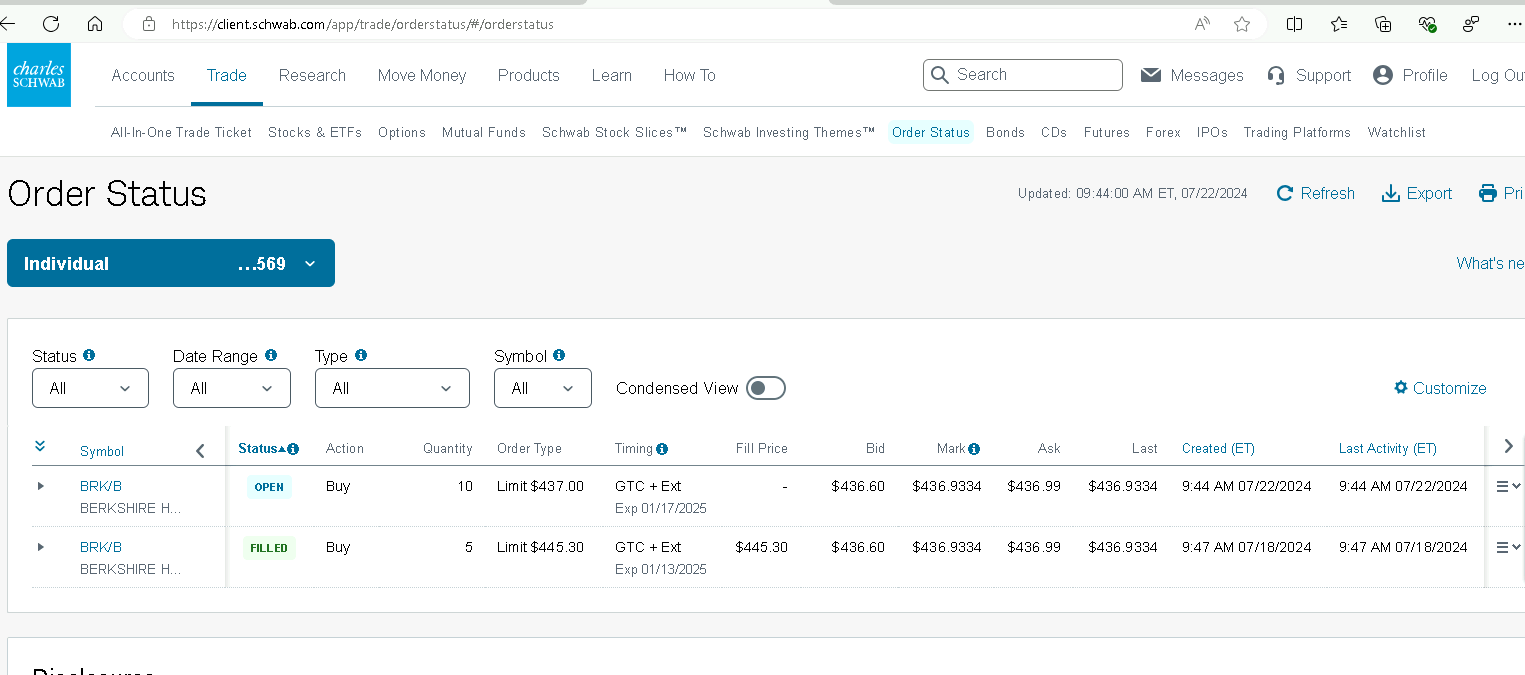 https://client.schwab.com/app/trade/orderstatus/#/orderstatus
charles SCHWAB
Accounts Trade Research Move Money Products Learn How To Search Messages Support Profile Log Ou
All-In-One Trade Ticket Stocks & ETFs Options Mutual Funds Schwab Stock Slices™ Schwab Investing Themes™ Order Status Bonds CDs Futures Forex IPOs Trading Platforms Watchlist
Order Status
Updated: 09:44:00 AM ET, 07/22/2024 Refresh Export Pri
Individual ...569
What's ne
Status Date Range Type Symbol
All All All All Condensed View Customize
Symbol Status Action Quantity Order Type Timing Fill Price Bid Mark Ask Last Created (ET) Last Activity (ET)
BRK/B OPEN Buy 10 Limit $437.00 GTC + Ext - $436.60 $436.9334 $436.99 $436.9334 9:44 AM 07/22/2024 9:44 AM 07/22/2024
BERKSHIRE H... Exp 01/17/2025
BRK/B FILLED Buy 5 Limit $445.30 GTC + Ext $445.30 $436.60 $436.9334 $436.99 $436.9334 9:47 AM 07/18/2024 9:47 AM 07/18/2024
BERKSHIRE H... Exp 01/13/2025